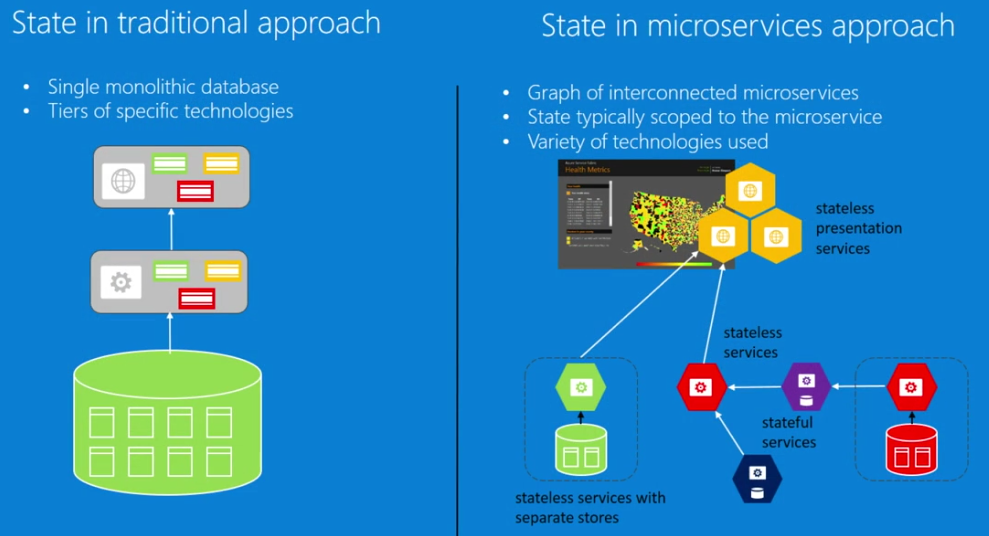 State in traditional approach
• Single monolithic database
• Tiers of specific technologies
State in microservices approach
• Graph of interconnected microservices
• State typically scoped to the microservice
• Variety of technologies used
Health Metrics
stateless
presentation
services
stateless
services
stateful
services
stateless services with
separate stores